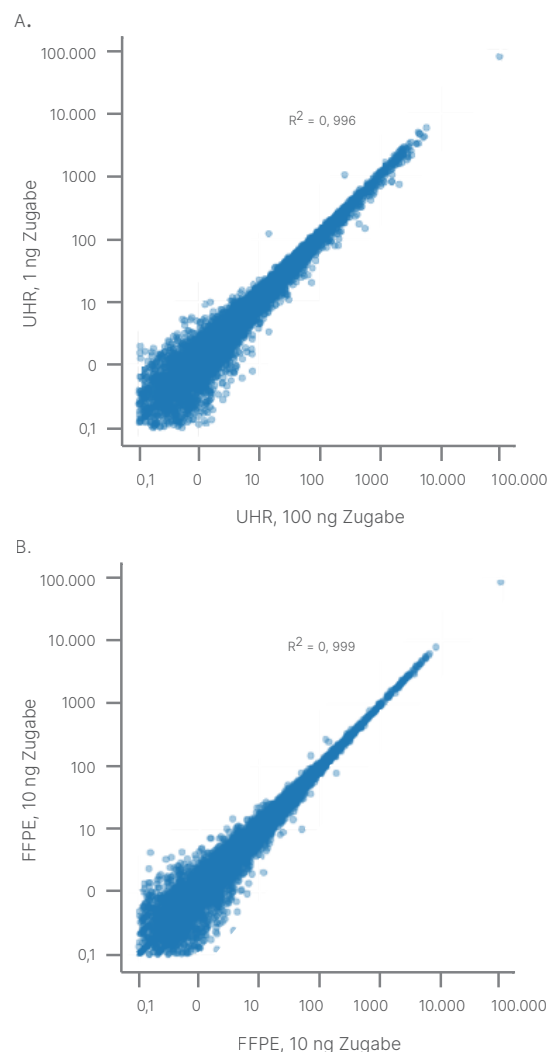 A.
100.000
10.000
1000
100
10
0
0,1
UHR, 1 ng Zugabe
R² = 0, 996
0,1 0 10 100 1000 10.000 100.000
UHR, 100 ng Zugabe
B.
100.000
10.000
1000
100
10
0
0,1
FFPE, 10 ng Zugabe
R² = 0, 999
0,1 0 10 100 1000 10.000 100.000
FFPE, 10 ng Zugabe